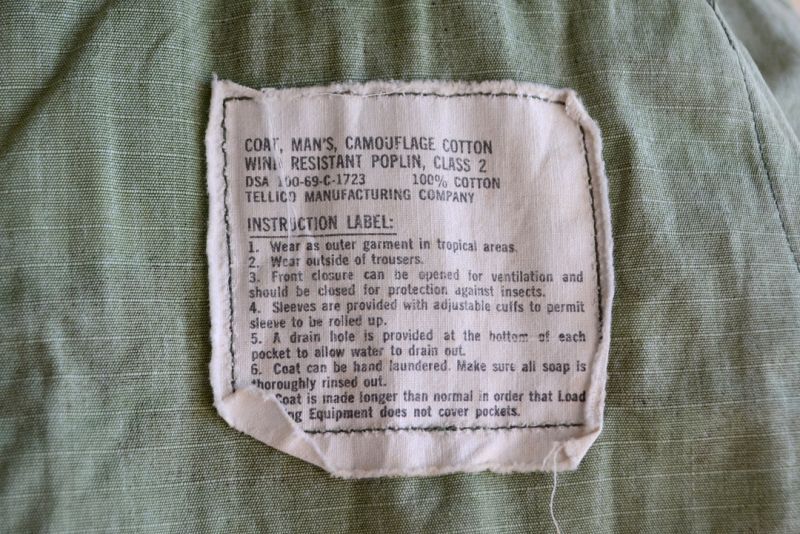 COAT, MAN'S, CAMOUFLAGE COTTON
WIND RESISTANT POPLIN, CLASS 2
DSA 100-69-C-1723 100% COTTON
TELLICO MANUFACTURING COMPANY
INSTRUCTION LABEL:
1. Wear as outer garment in tropical areas.
2. Wear outside of trousers.
3. Front closure can be opened for ventilation and
should be closed for protection against insects.
4. Sleeves are provided with adjustable cuffs to permit
sleeve to be rolled up.
5. A drain hole is provided at the bottom of each
pocket to allow water to drain out.
6. Coat can be hand laundered. Make sure all soap is
thoroughly rinsed out.
Coat is made longer than normal in order that Load
ing Equipment does not cover pockets.